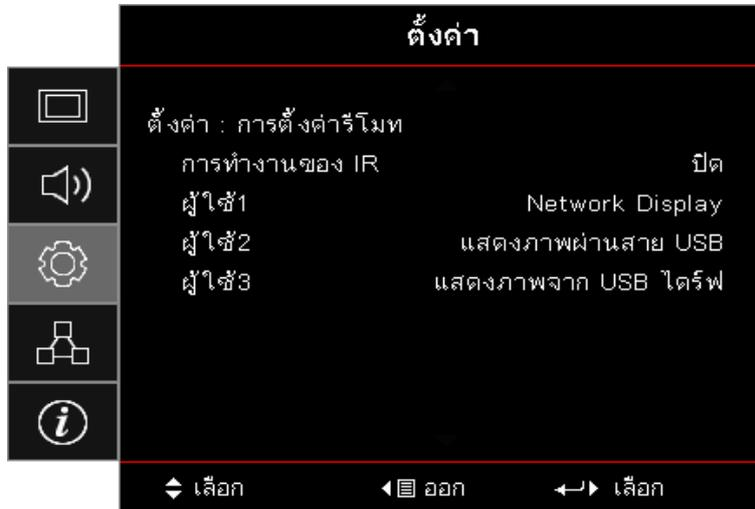 ตั้งค่า
ตั้งค่า : การตั้งค่ารีโมท
การทำงานของ IR ปิด
ผู้ใช้1 Network Display
ผู้ใช้2 แสดงภาพผ่านสาย USB
ผู้ใช้3 แสดงภาพจาก USB ไดร์ฟ
เลือก ออก เลือก